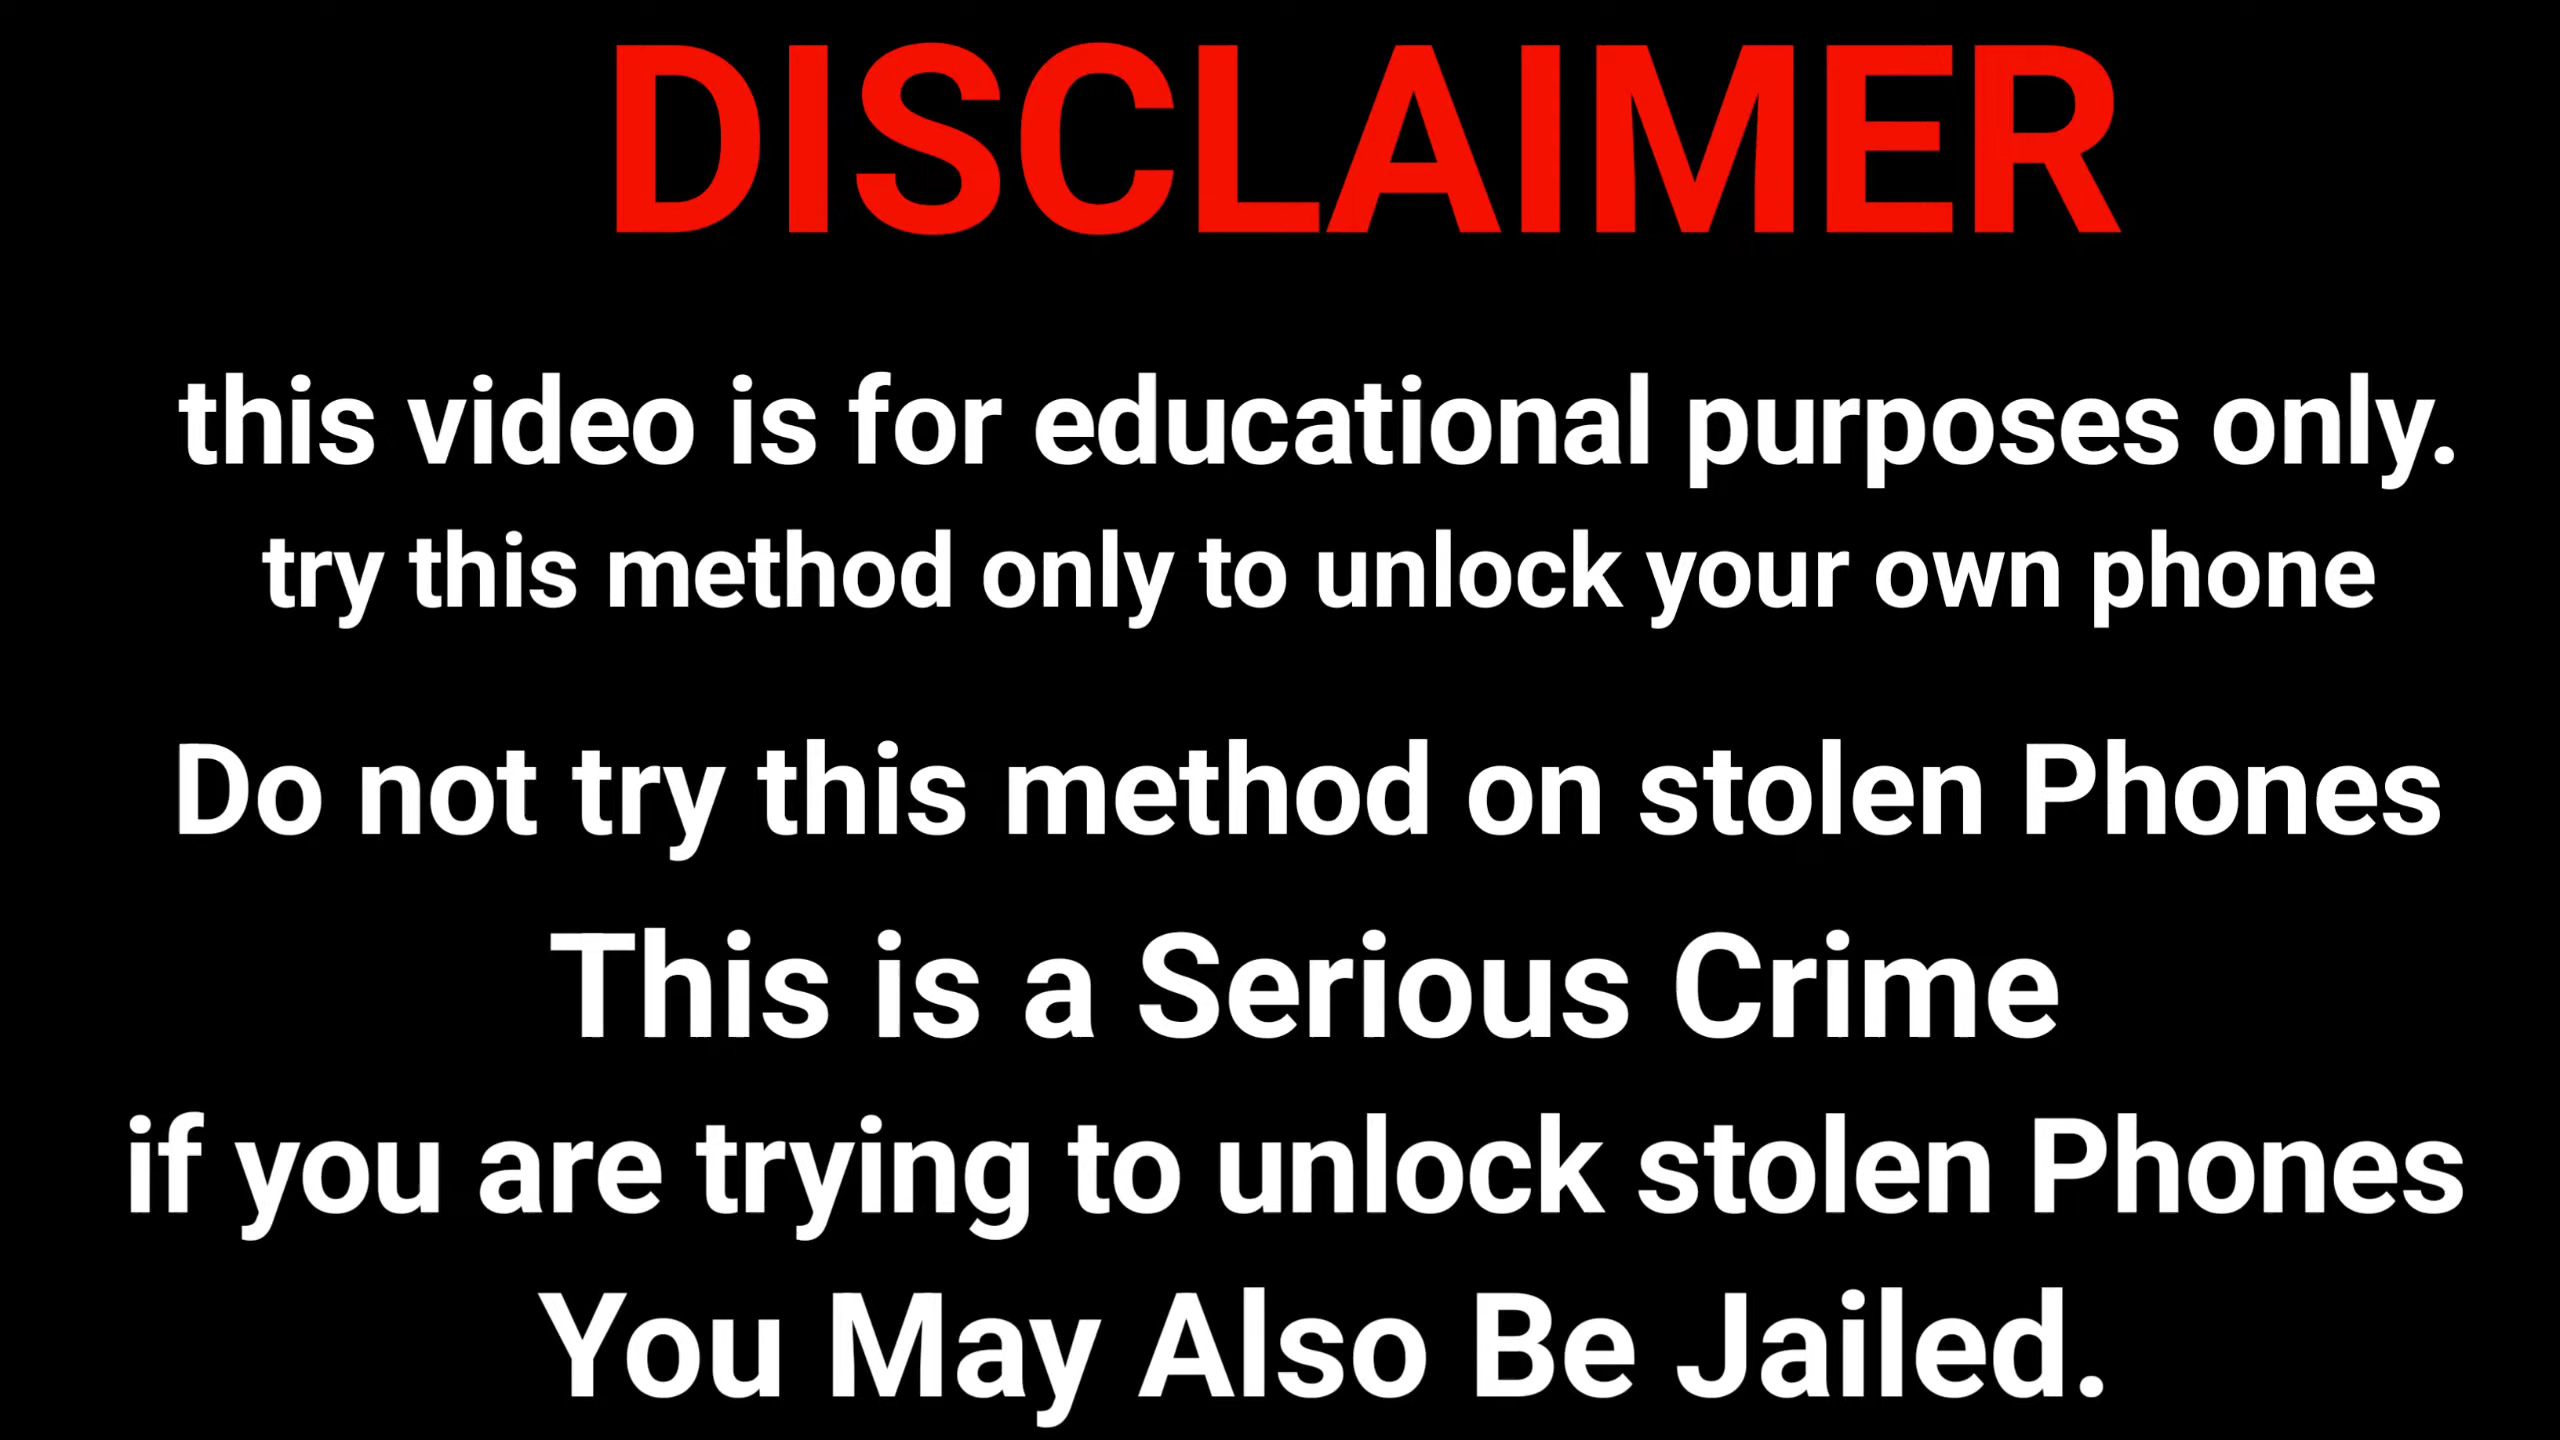 DISCLAIMER
this video is for educational purposes only.
try this method only to unlock your own phone
Do not try this method on stolen Phones
This is a Serious Crime
if you are trying to unlock stolen Phones
You May Also Be Jailed.